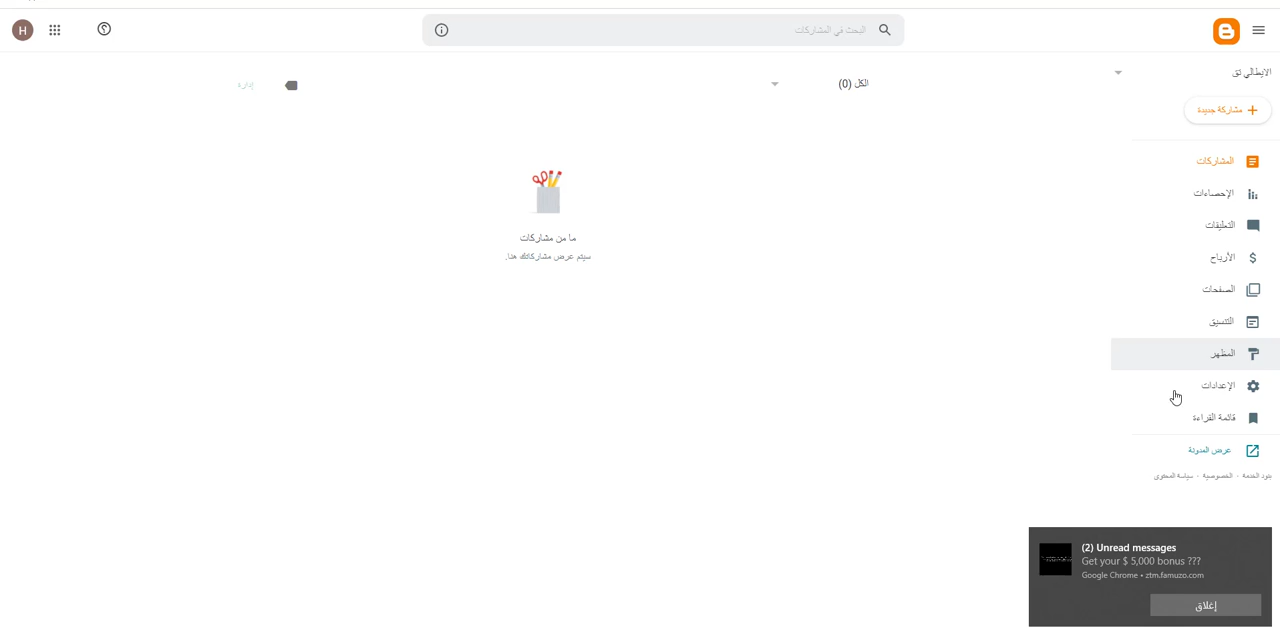 H
البحث في المشاركات
الايطالي تق
الكل (0)
إدارة
مشاركة جديدة
المشاركات
الإحصاءات
التعليقات
الأرباح
الصفحات
التنسيق
المظهر
الإعدادات
قائمة القراءة
عرض المدونة
بنود الخدمة · الخصوصية · سياسة المحتوى
ما من مشاركات
سيتم عرض مشاركاتك هنا.
(2) Unread messages
Get your $ 5,000 bonus ???
Google Chrome • ztm.famuzo.com
إغلاق